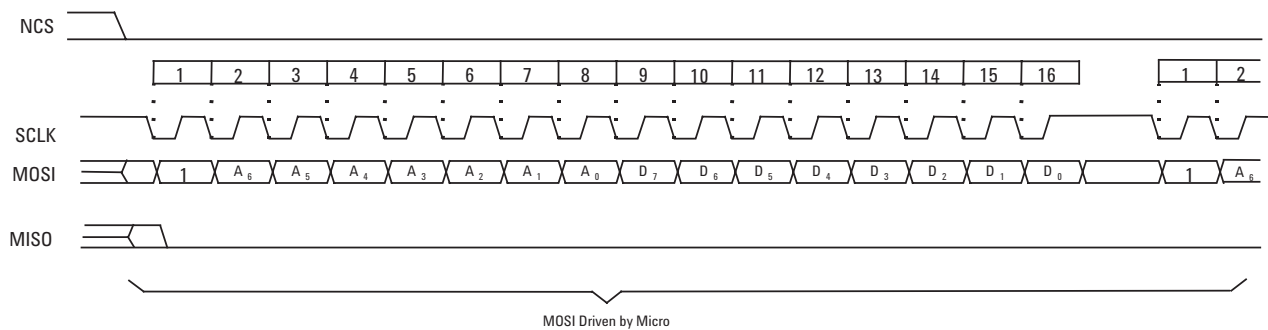 NCS
1 2 3 4 5 6 7 8 9 10 11 12 13 14 15 16 1 2
SCLK
MOSI 1 A6 A5 A4 A3 A2 A1 A0 D7 D6 D5 D4 D3 D2 D1 D0 1 A6
MISO
MOSI Driven by Micro